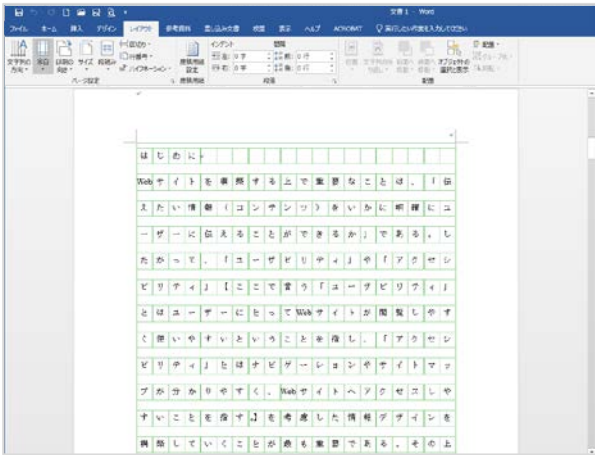 文書 1 - Word
ファイル ホーム 挿入 デザイン レイアウト 参考資料 差し込み文書 校閲 表示 ヘルプ ACROBAT 実行したい作業を入力してください
文字列の方向 余白 印刷の向き サイズ 段組み
区切り
行番号
ハイフネーション
原稿用紙設定
インデント 間隔
左: 0 字 前: 0 行
右: 0 字 後: 0 行
オブジェクトの選択と表示
配置
ページ設定 原稿用紙 段落 配置
はじめに
Webサイトを構築する上で重要なことは、「伝
えたい情報(コンテンツ)をいかに明確にユ
ーザーに伝えることができるか」である。し
たがって、「ユーザビリティ」や「アクセシ
ビリティ」【ここで言う「ユーザビリティ」
とはユーザーにとってWebサイトが閲覧しやす
く使いやすいということを指し、「アクセシ
ビリティ」とはナビゲーションやサイトマッ
プが分かりやすく、Webサイトへアクセスしや
すいことを指す。】を考慮した情報デザインを
構築していくことが最も重要である。その上